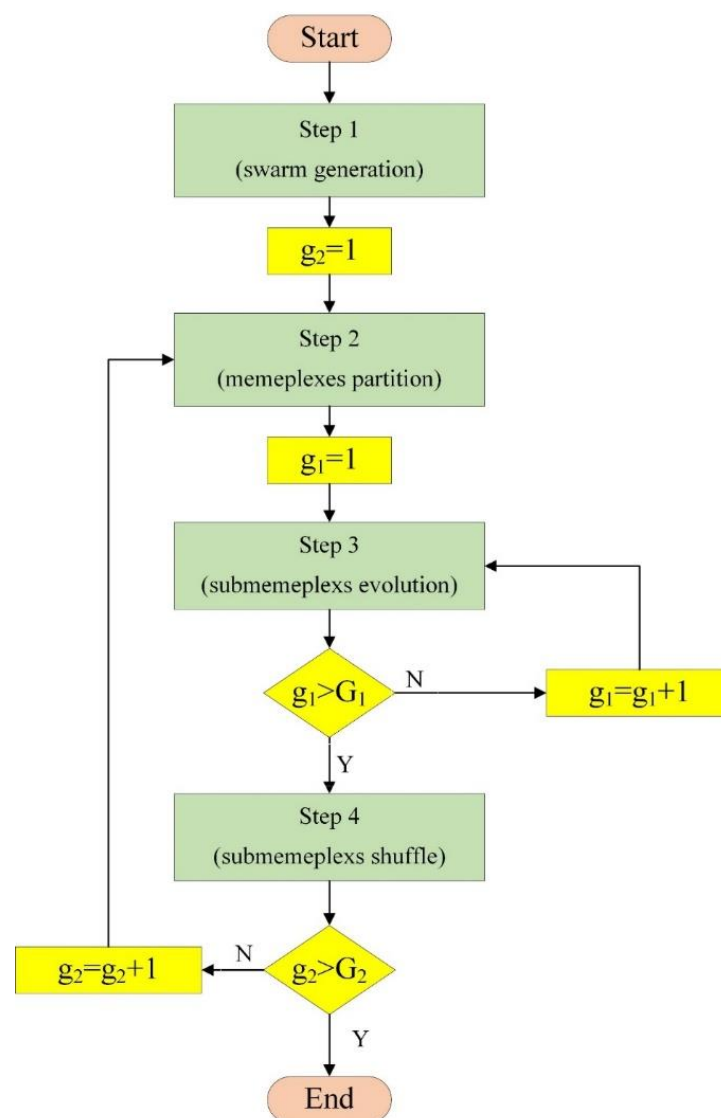 Start
Step 1
(swarm generation)
g₂=1
Step 2
(memeplexes partition)
g₁=1
Step 3
(submemeplexs evolution)
g₁>G₁
N
g₁=g₁+1
Y
Step 4
(submemeplexs shuffle)
g₂=g₂+1
N
g₂>G₂
Y
End